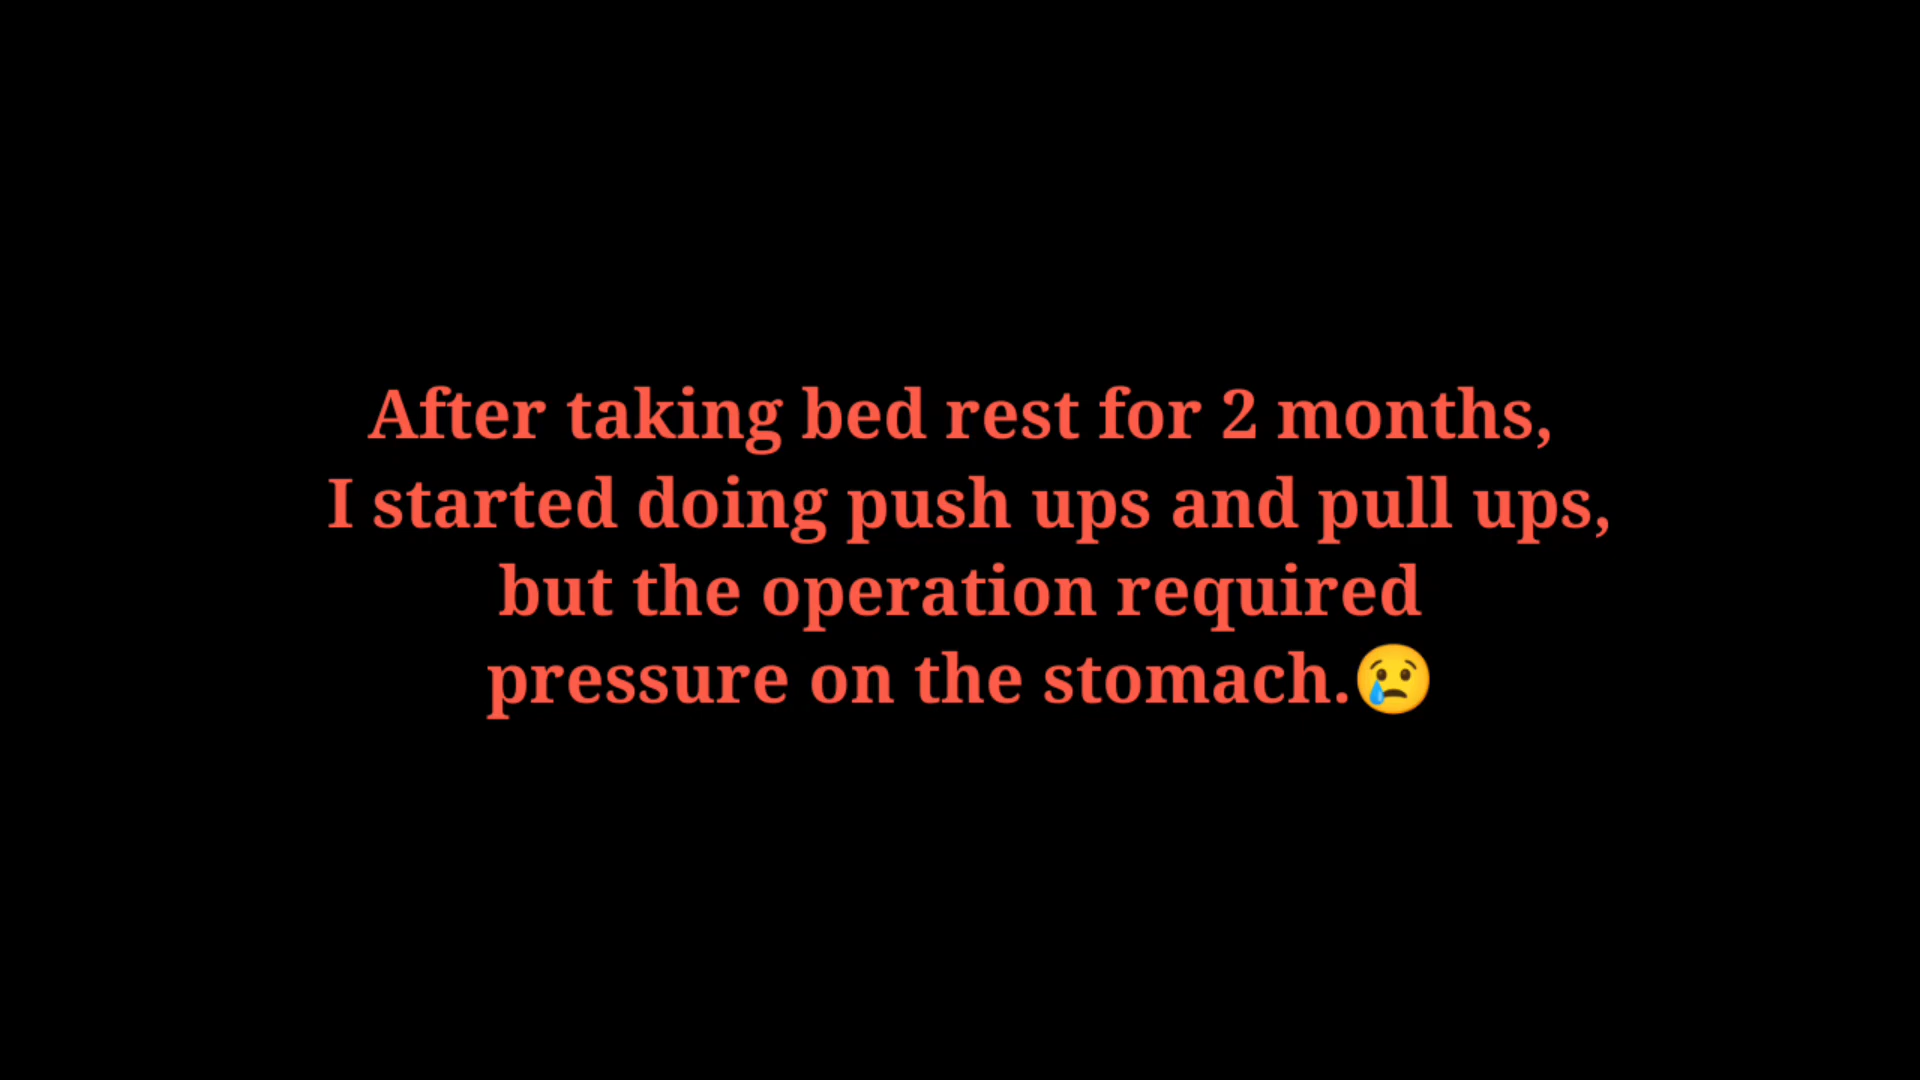 After taking bed rest for 2 months,
I started doing push ups and pull ups,
but the operation required
pressure on the stomach.😢